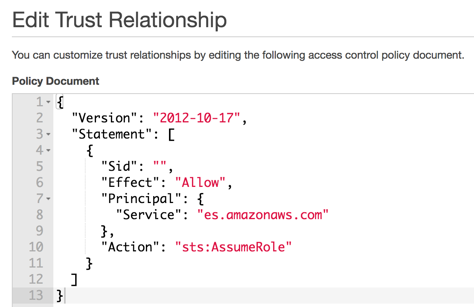 Edit Trust Relationship
You can customize trust relationships by editing the following access control policy document.
Policy Document
1 {
2   "Version": "2012-10-17",
3   "Statement": [
4     {
5       "Sid": "",
6       "Effect": "Allow",
7       "Principal": {
8         "Service": "es.amazonaws.com"
9       },
10       "Action": "sts:AssumeRole"
11     }
12   ]
13 }